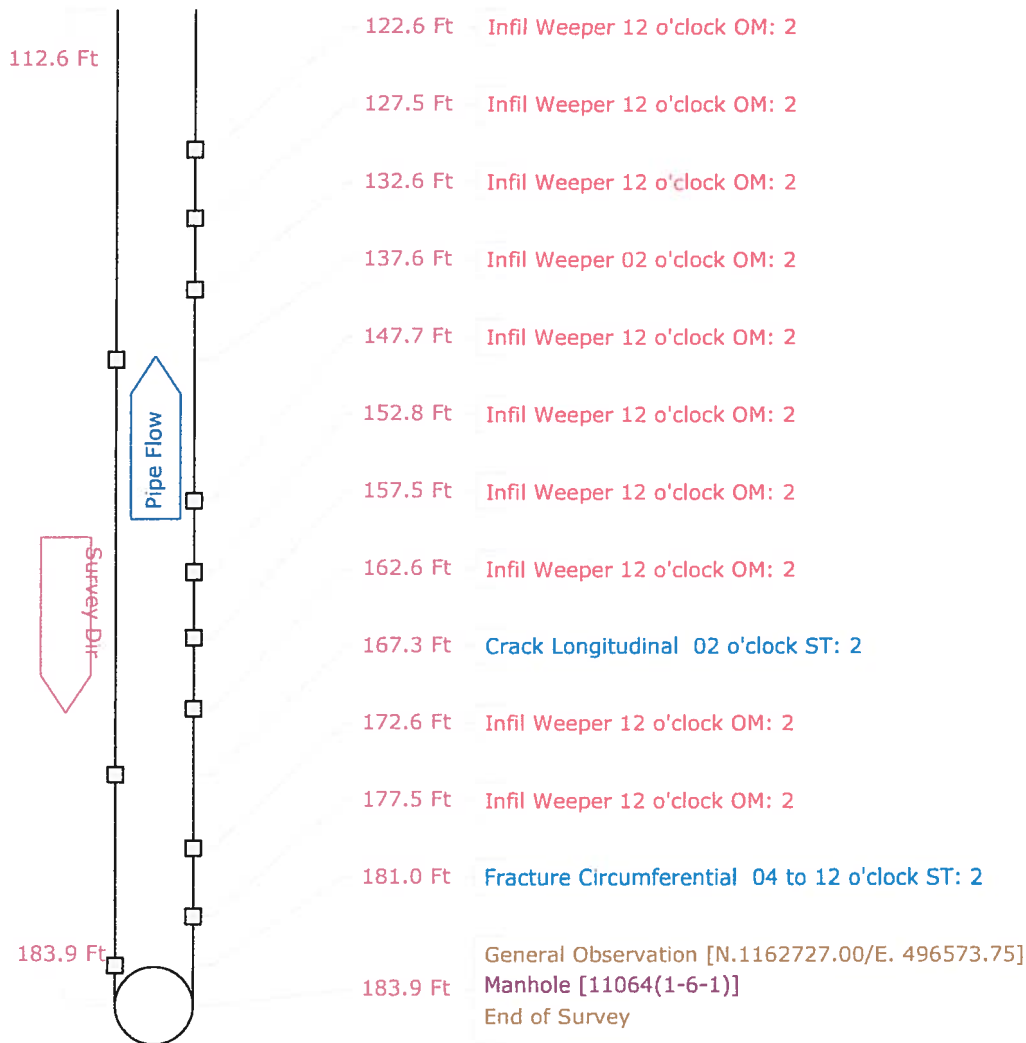 112.6 Ft
122.6 Ft Infil Weeper 12 o'clock OM: 2
127.5 Ft Infil Weeper 12 o'clock OM: 2
132.6 Ft Infil Weeper 12 o'clock OM: 2
137.6 Ft Infil Weeper 02 o'clock OM: 2
147.7 Ft Infil Weeper 12 o'clock OM: 2
152.8 Ft Infil Weeper 12 o'clock OM: 2
157.5 Ft Infil Weeper 12 o'clock OM: 2
162.6 Ft Infil Weeper 12 o'clock OM: 2
167.3 Ft Crack Longitudinal 02 o'clock ST: 2
172.6 Ft Infil Weeper 12 o'clock OM: 2
177.5 Ft Infil Weeper 12 o'clock OM: 2
181.0 Ft Fracture Circumferential 04 to 12 o'clock ST: 2
183.9 Ft
General Observation [N.1162727.00/E. 496573.75]
183.9 Ft Manhole [11064(1-6-1)]
End of Survey
Pipe Flow
Survey Dir